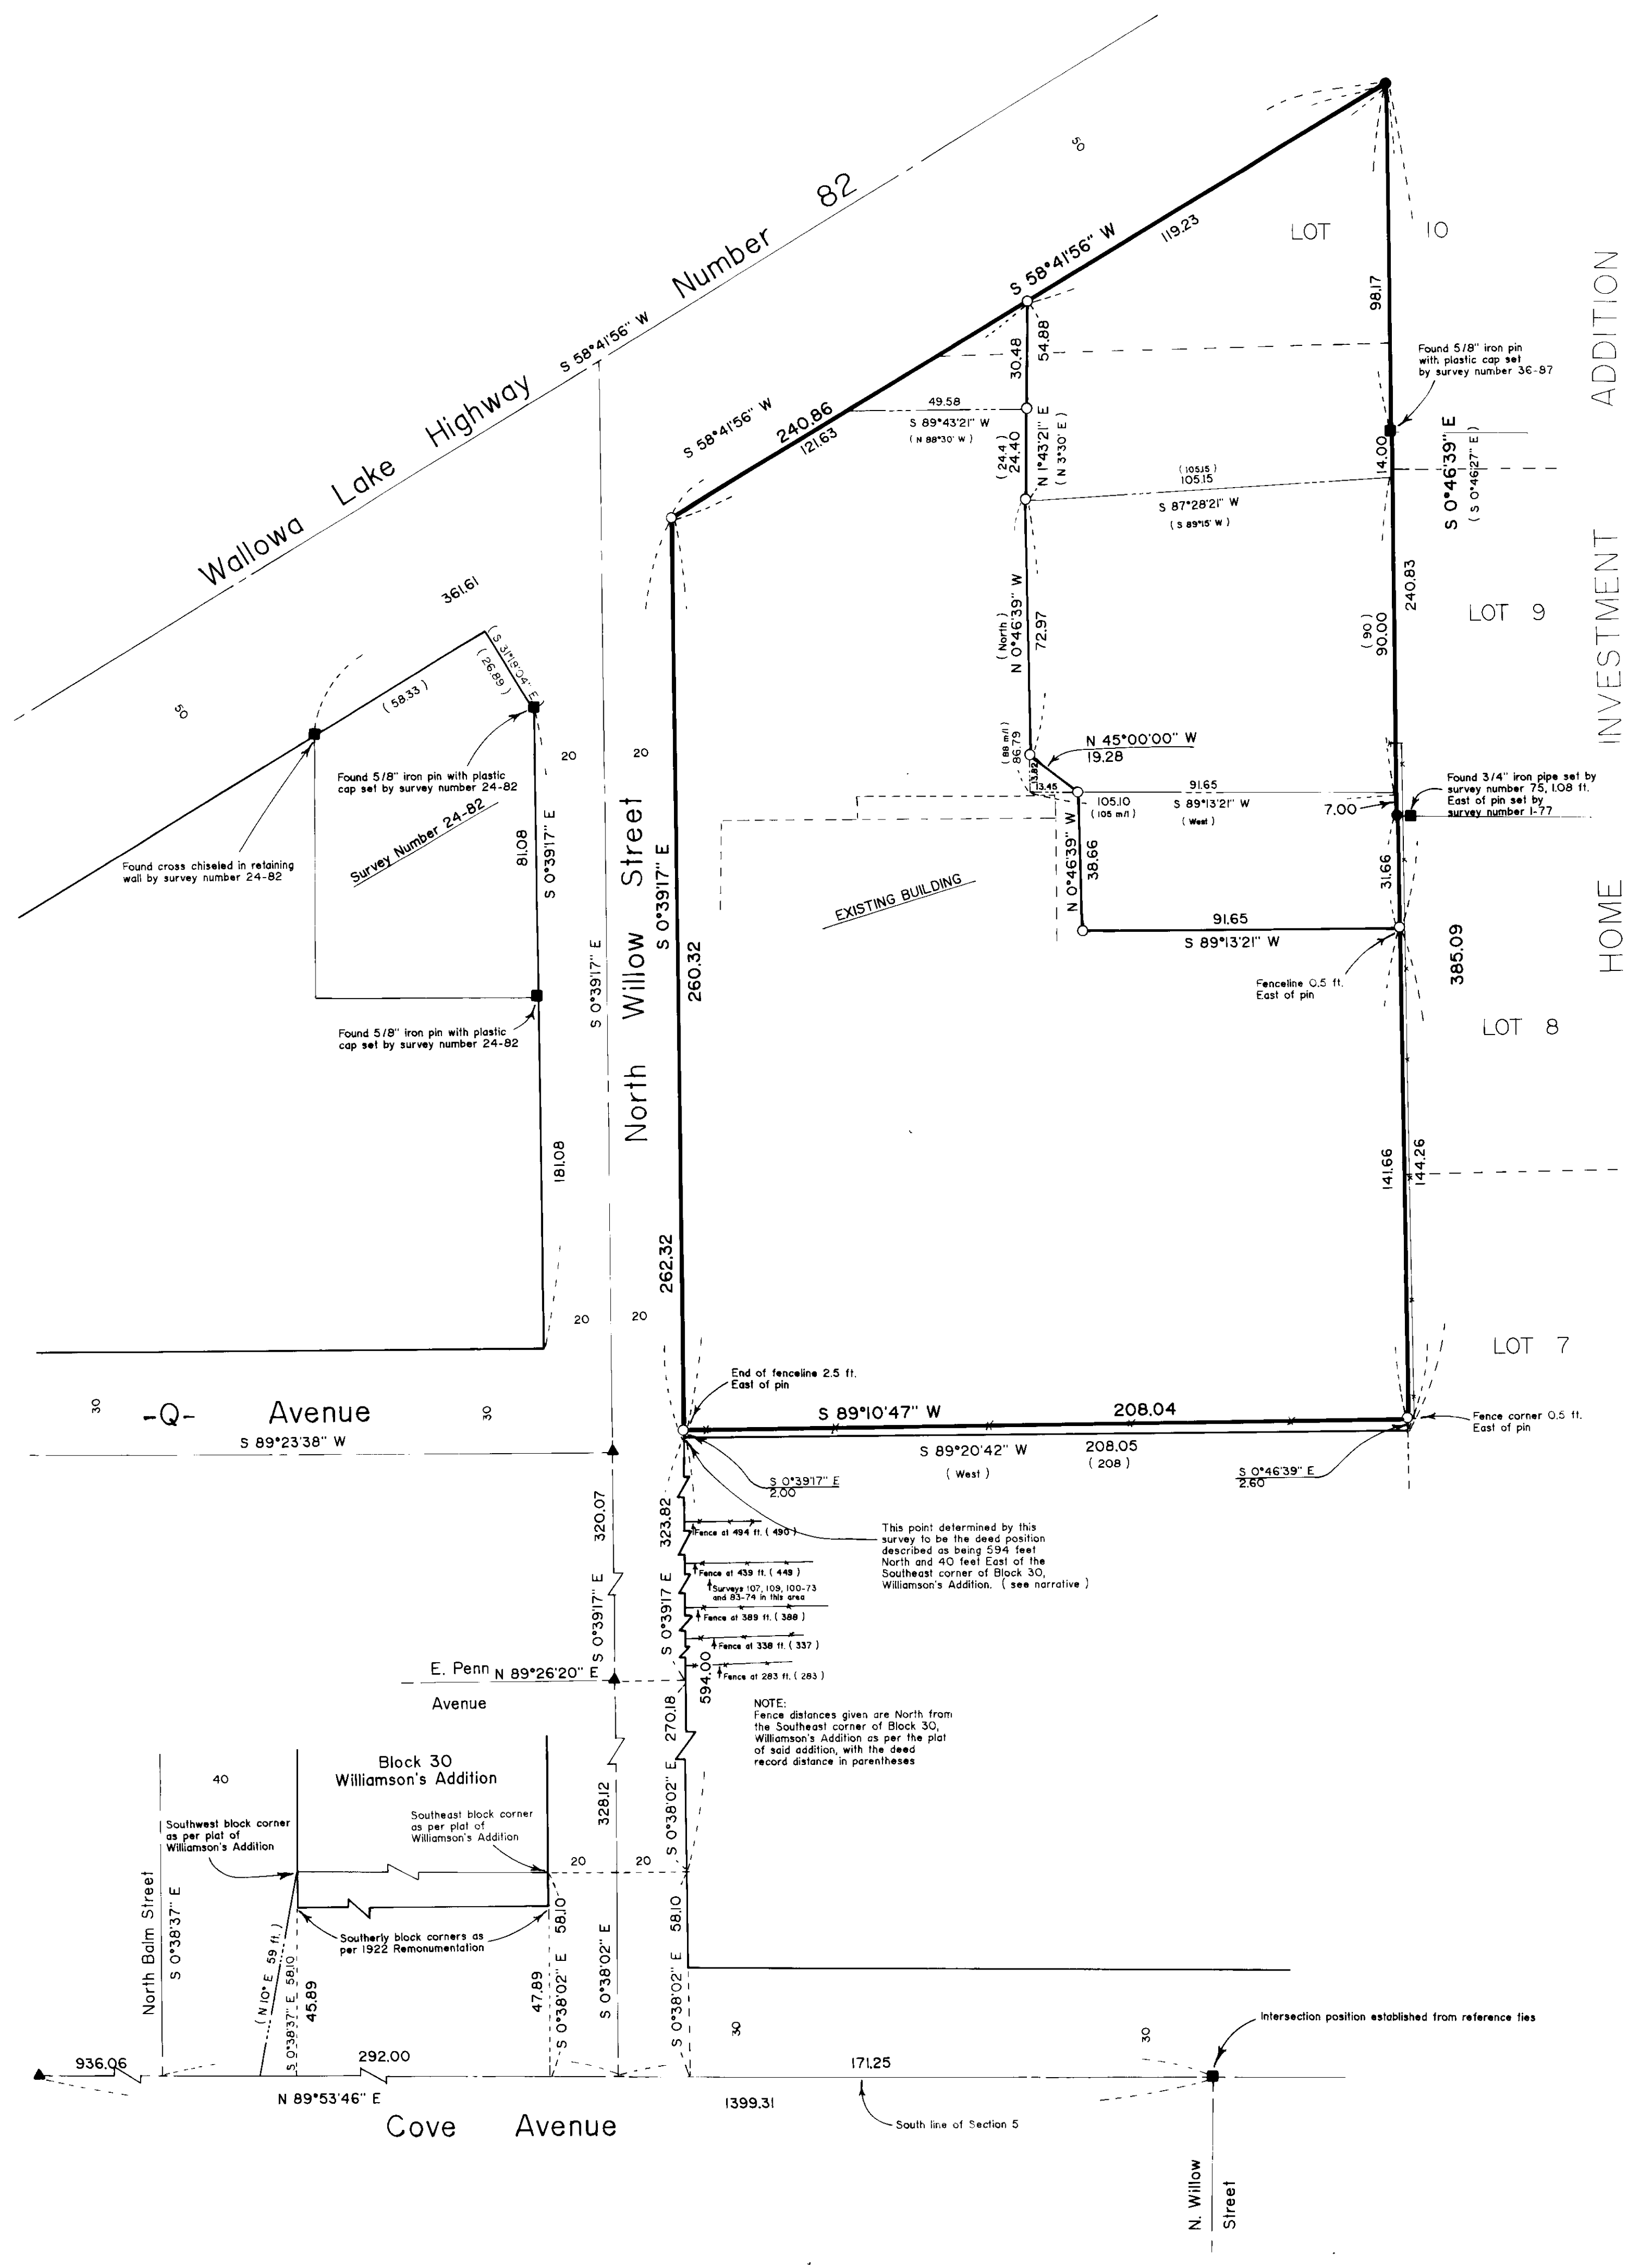 Wallowa Lake Highway Number 82
S 58°41'56" W
50
50
361.61
S 58°41'56" W
240.86
121.63
S 58°41'56" W
119.23
LOT 10
98.17
Found 5/8" iron pin
with plastic cap set
by survey number 36-87
30.48
54.88
49.58
S 89°43'21" W
( N 88°30' W )
( 24.4 )
24.40
N 1°43'21" E
( N 3°30' E )
( 105.15 )
105.15
S 87°28'21" W
( S 89°15' W )
14.00
S 0°46'39" E
( S 0°46'27" E )
240.83
( 90 )
90.00
LOT 9
HOME INVESTMENT ADDITION
( North )
N 0°46'39" W
72.97
( 88 m/l )
86.79
13.82
13.45
N 45°00'00" W
19.28
91.65
105.10
( 105 m/l )
S 89°13'21" W
( West )
7.00
Found 3/4" iron pipe set by
survey number 75, 1.08 ft.
East of pin set by
survey number 1-77
N 0°46'39" W
38.66
31.66
91.65
S 89°13'21" W
Fenceline 0.5 ft.
East of pin
385.09
LOT 8
EXISTING BUILDING
( 58.33 )
S 31°18'04" E
( 26.89 )
Found 5/8" iron pin with plastic
cap set by survey number 24-82
Survey Number 24-82
Found cross chiseled in retaining
wall by survey number 24-82
81.08
S 0°39'17" E
Found 5/8" iron pin with plastic
cap set by survey number 24-82
181.08
20
20
North Willow Street
S 0°39'17" E
S 0°39'17" E
260.32
262.32
141.66
144.26
20
20
LOT 7
30
-Q- Avenue
30
S 89°23'38" W
End of fenceline 2.5 ft.
East of pin
S 89°10'47" W
208.04
S 89°20'42" W
208.05
( West )
( 208 )
Fence corner 0.5 ft.
East of pin
S 0°39'17" E
2.00
S 0°46'39" E
2.60
This point determined by this
survey to be the deed position
described as being 594 feet
North and 40 feet East of the
Southeast corner of Block 30,
Williamson's Addition. ( see narrative )
320.07
S 0°39'17" E
323.82
S 0°39'17 E
Fence at 494 ft. ( 490 )
Fence at 439 ft. ( 449 )
Surveys 107, 109, 100-73
and 83-74 in this area
Fence at 389 ft. ( 388 )
Fence at 338 ft. ( 337 )
Fence at 283 ft. ( 283 )
594.00
E. Penn
Avenue
N 89°26'20" E
NOTE:
Fence distances given are North from
the Southeast corner of Block 30,
Williamson's Addition as per the plat
of said addition, with the deed
record distance in parentheses
270.18
S 0°38'02" E
328.12
Block 30
Williamson's Addition
40
Southwest block corner
as per plat of
Williamson's Addition
Southeast block corner
as per plat of
Williamson's Addition
20
20
Southerly block corners as
per 1922 Remonumentation
North Balm Street
S 0°38'37" E
( N 10° E 59 ft. )
S 0°38'37" E 58.10
45.89
47.89
S 0°38'02" E 58.10
S 0°38'02" E
S 0°38'02" E 58.10
30
30
Intersection position established from reference ties
936.06
292.00
171.25
N 89°53'46" E
1399.31
South line of Section 5
Cove Avenue
N. Willow
Street